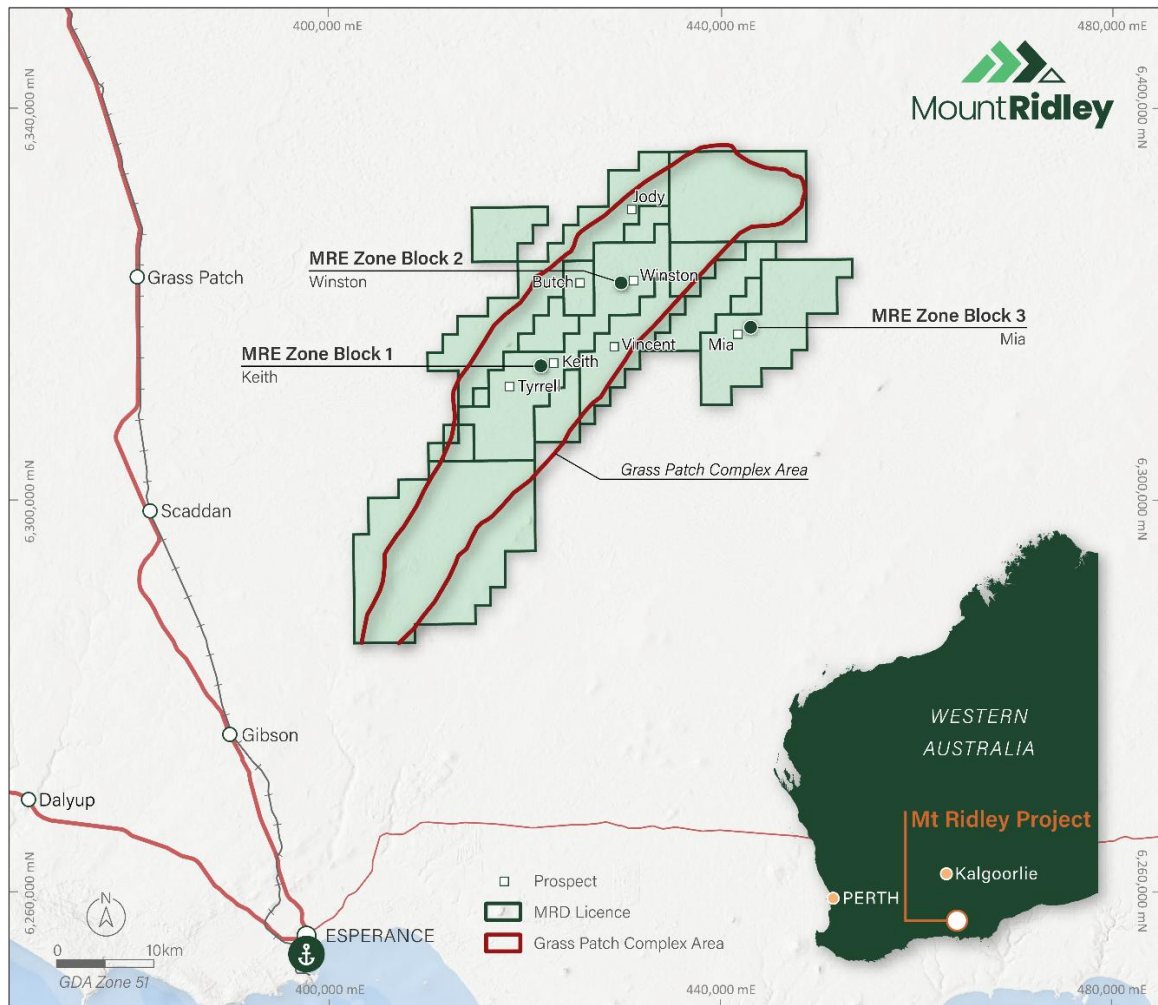 400,000 mE
440,000 mE
480,000 mE
6,340,000 mN
6,400,000 mN
MountRidley
Jody
MRE Zone Block 2
Winston
Butch
Winston
Grass Patch
MRE Zone Block 3
Mia
Mia
Vincent
MRE Zone Block 1
Keith
Keith
Tyrrell
Grass Patch Complex Area
6,300,000 mN
6,300,000 mN
Scaddan
Gibson
Dalyup
WESTERN
AUSTRALIA
Mt Ridley Project
Kalgoorlie
PERTH
6,260,000 mN
6,260,000 mN
N
0
10km
GDA Zone 51
ESPERANCE
Prospect
MRD Licence
Grass Patch Complex Area
400,000 mE
440,000 mE
480,000 mE